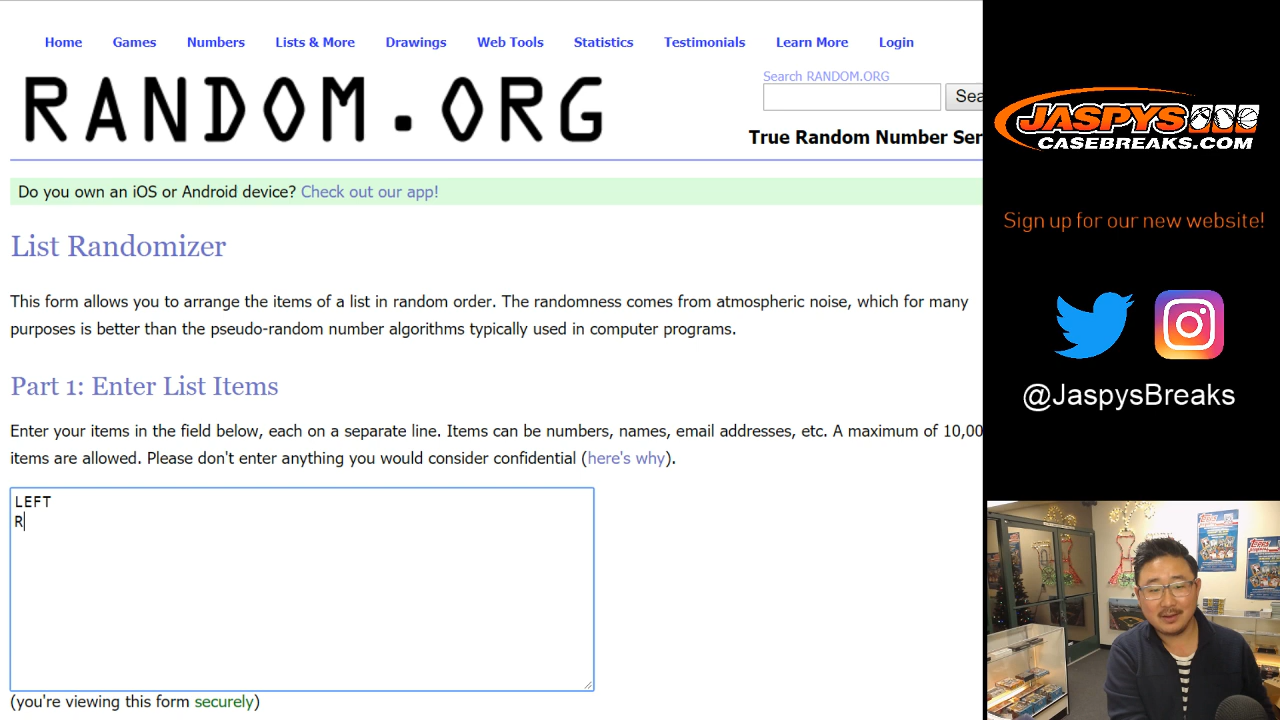 Home Games Numbers Lists & More Drawings Web Tools Statistics Testimonials Learn More Login
RANDOM.ORG
Search RANDOM.ORG
Sea
True Random Number Ser
Do you own an iOS or Android device? Check out our app!
List Randomizer
This form allows you to arrange the items of a list in random order. The randomness comes from atmospheric noise, which for many
purposes is better than the pseudo-random number algorithms typically used in computer programs.
Part 1: Enter List Items
Enter your items in the field below, each on a separate line. Items can be numbers, names, email addresses, etc. A maximum of 10,00
items are allowed. Please don't enter anything you would consider confidential (here's why).
LEFT
R
(you're viewing this form securely)
JASPYS
CASEBREAKS.COM
Sign up for our new website!
@JaspysBreaks
Topps
Topps